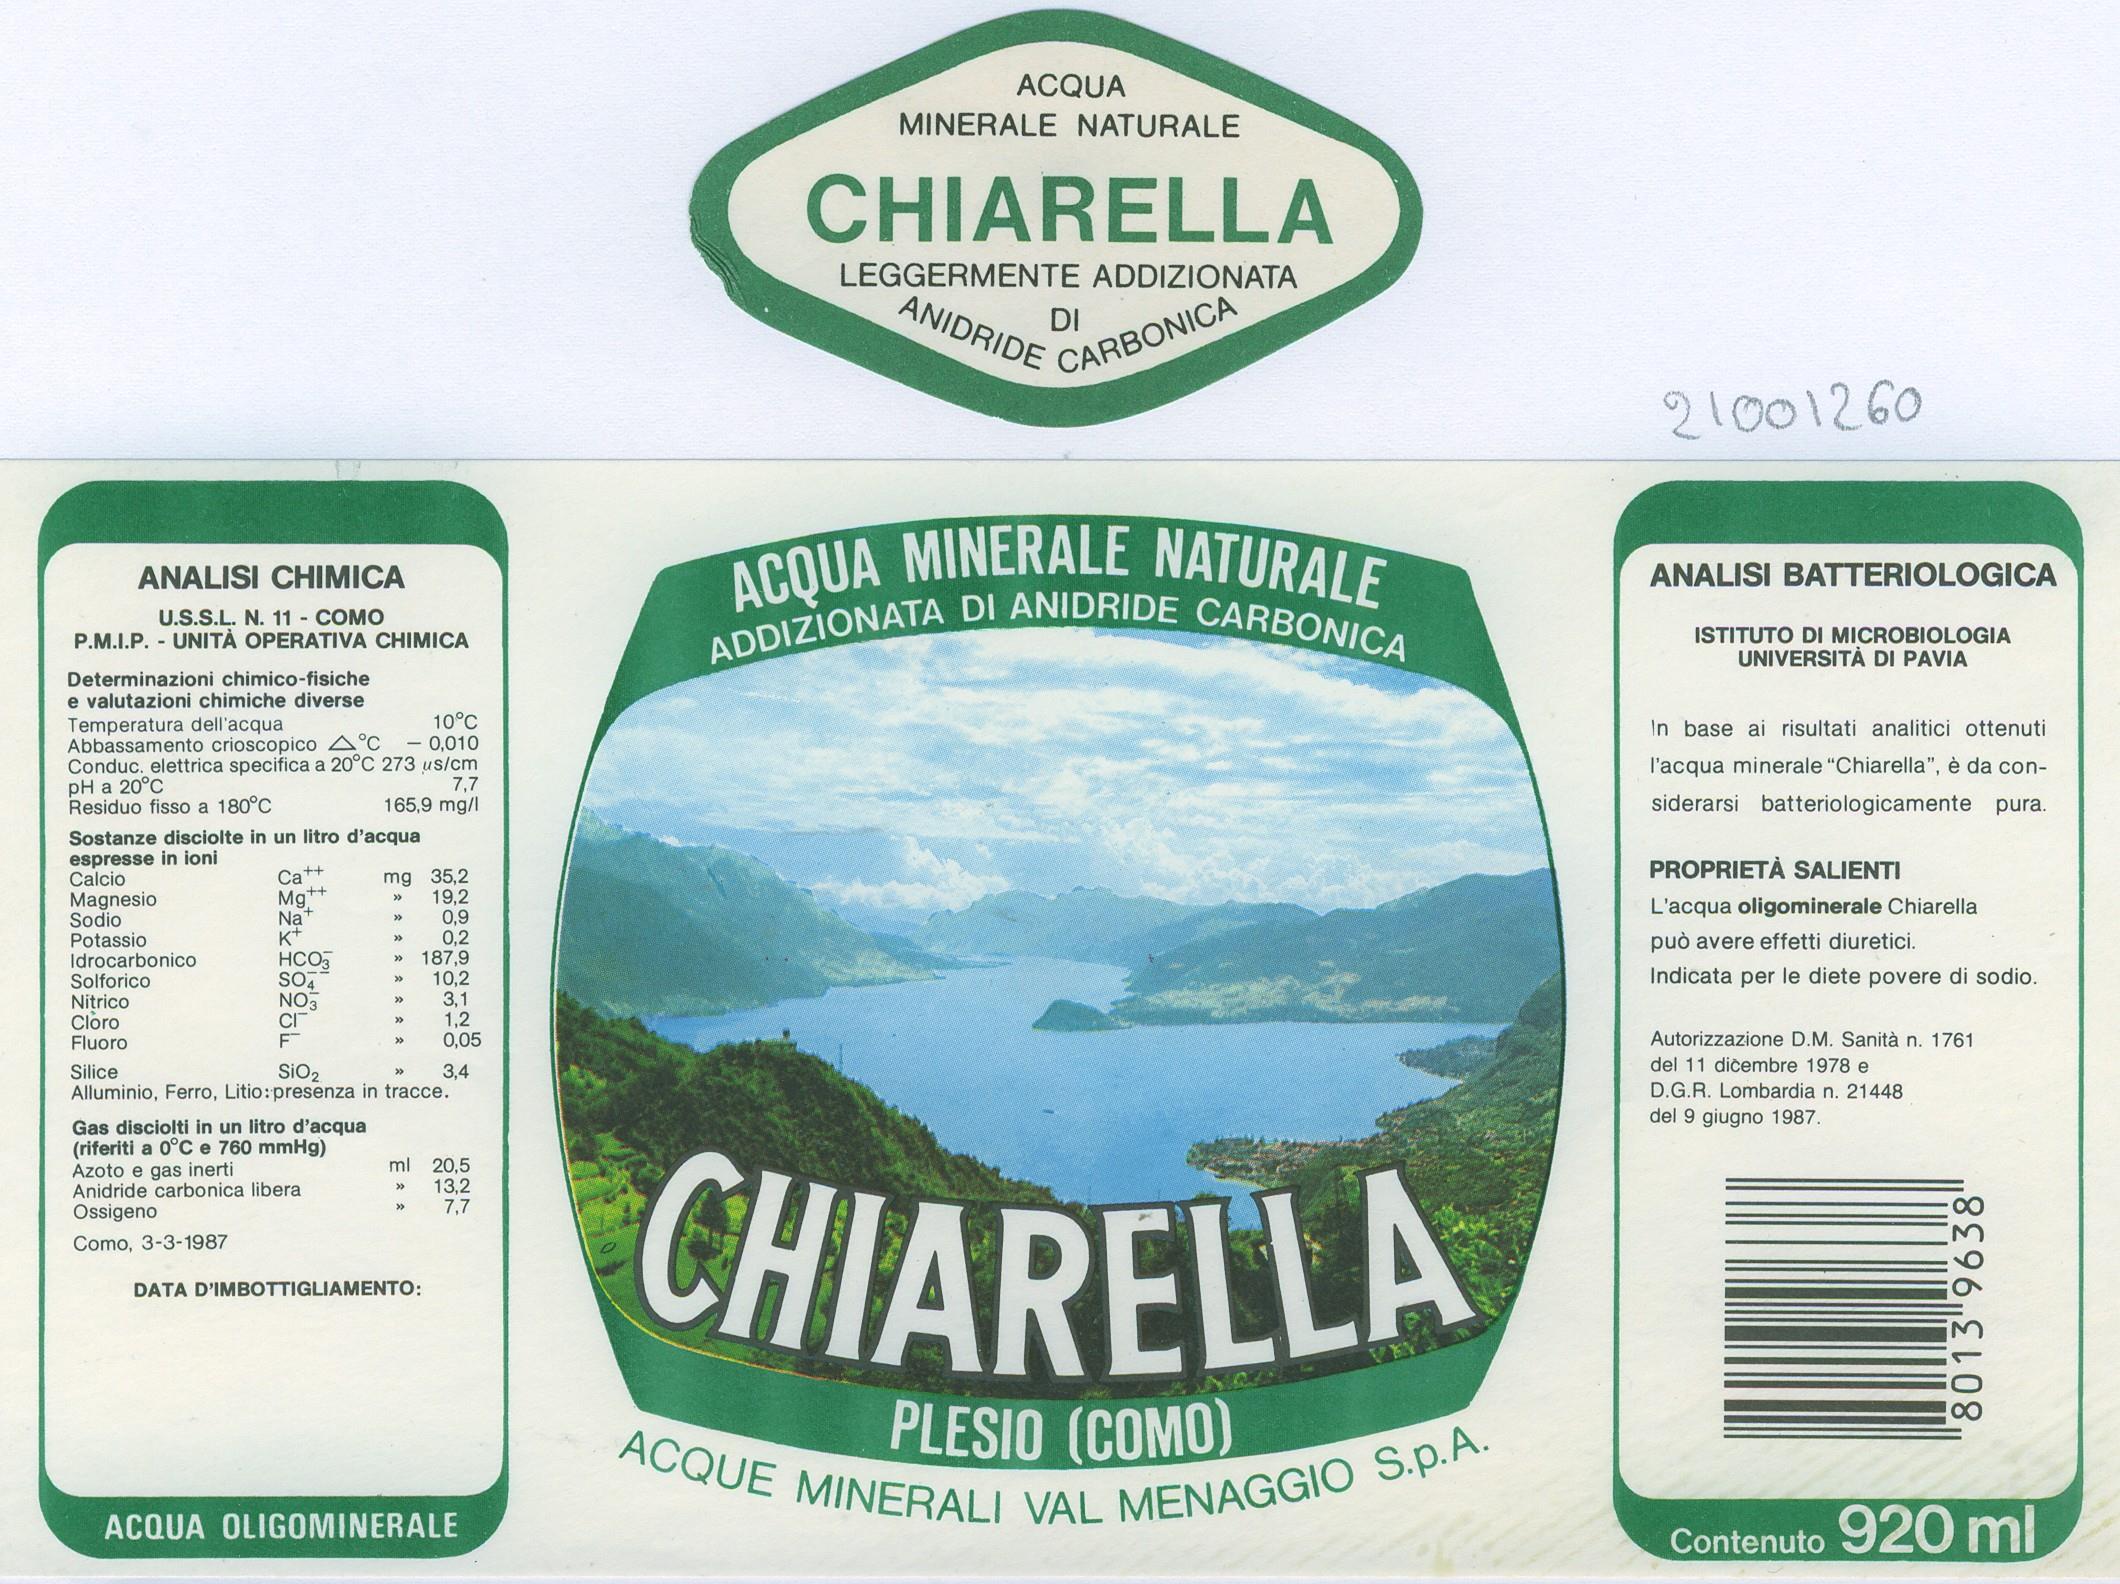 ACQUA
MINERALE NATURALE
CHIARELLA
LEGGERMENTE ADDIZIONATA
DI
ANIDRIDE CARBONICA
21001260
ANALISI CHIMICA
U.S.S.L. N. 11 - COMO
P.M.I.P. - UNITÀ OPERATIVA CHIMICA
Determinazioni chimico-fisiche
e valutazioni chimiche diverse
Temperatura dell'acqua 10°C
Abbassamento crioscopico △°C – 0,010
Conduc. elettrica specifica a 20°C 273 µs/cm
pH a 20°C 7,7
Residuo fisso a 180°C 165,9 mg/l
Sostanze disciolte in un litro d'acqua
espresse in ioni
Calcio Ca++ mg 35,2
Magnesio Mg++ » 19,2
Sodio Na+ » 0,9
Potassio K+ » 0,2
Idrocarbonico HCO3− » 187,9
Solforico SO4−− » 10,2
Nitrico NO3− » 3,1
Cloro Cl− » 1,2
Fluoro F− » 0,05
Silice SiO2 » 3,4
Alluminio, Ferro, Litio: presenza in tracce.
Gas disciolti in un litro d'acqua
(riferiti a 0°C e 760 mmHg)
Azoto e gas inerti ml 20,5
Anidride carbonica libera » 13,2
Ossigeno » 7,7
Como, 3-3-1987
DATA D'IMBOTTIGLIAMENTO:
ACQUA OLIGOMINERALE
ACQUA MINERALE NATURALE
ADDIZIONATA DI ANIDRIDE CARBONICA
CHIARELLA
PLESIO (COMO)
ACQUE MINERALI VAL MENAGGIO S.p.A.
ANALISI BATTERIOLOGICA
ISTITUTO DI MICROBIOLOGIA
UNIVERSITÀ DI PAVIA
In base ai risultati analitici ottenuti
l'acqua minerale "Chiarella", è da con-
siderarsi batteriologicamente pura.
PROPRIETÀ SALIENTI
L'acqua oligominerale Chiarella
può avere effetti diuretici.
Indicata per le diete povere di sodio.
Autorizzazione D.M. Sanità n. 1761
del 11 dicembre 1978 e
D.G.R. Lombardia n. 21448
del 9 giugno 1987.
80139638
Contenuto 920 ml